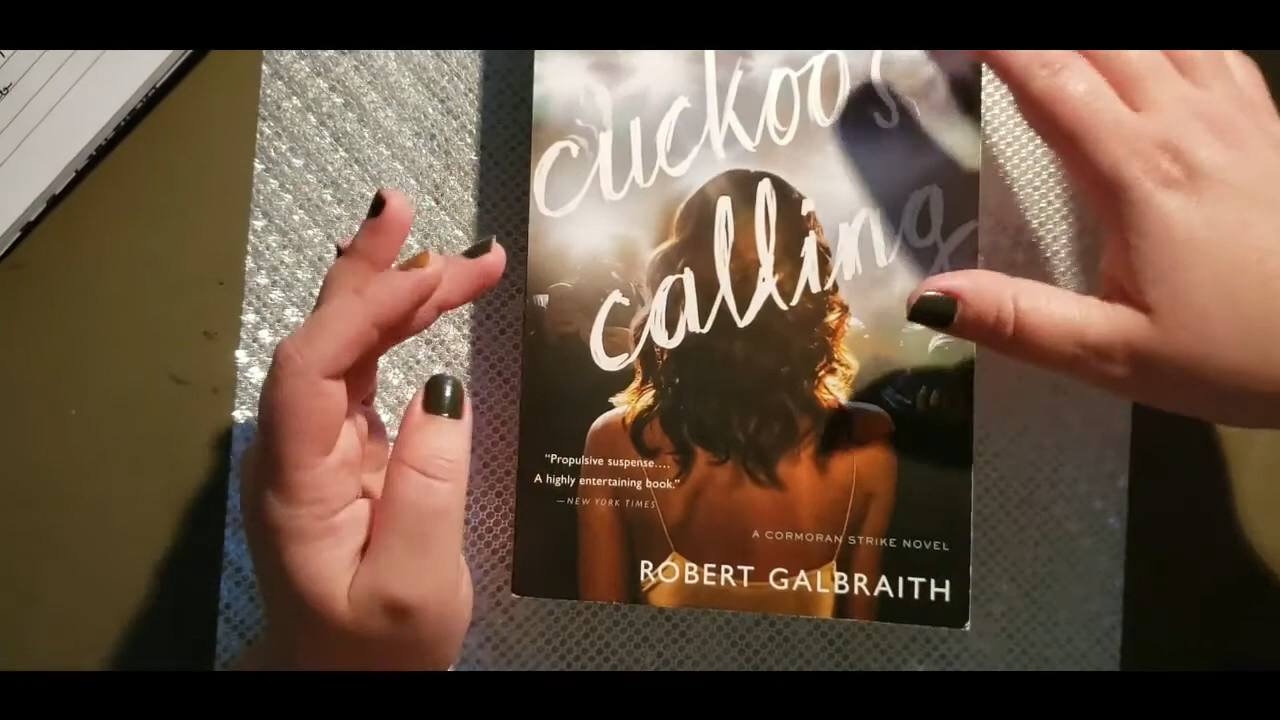 cuckoo's
calling
"Propulsive suspense....
A highly entertaining book."
—NEW YORK TIMES
A CORMORAN STRIKE NOVEL
ROBERT GALBRAITH